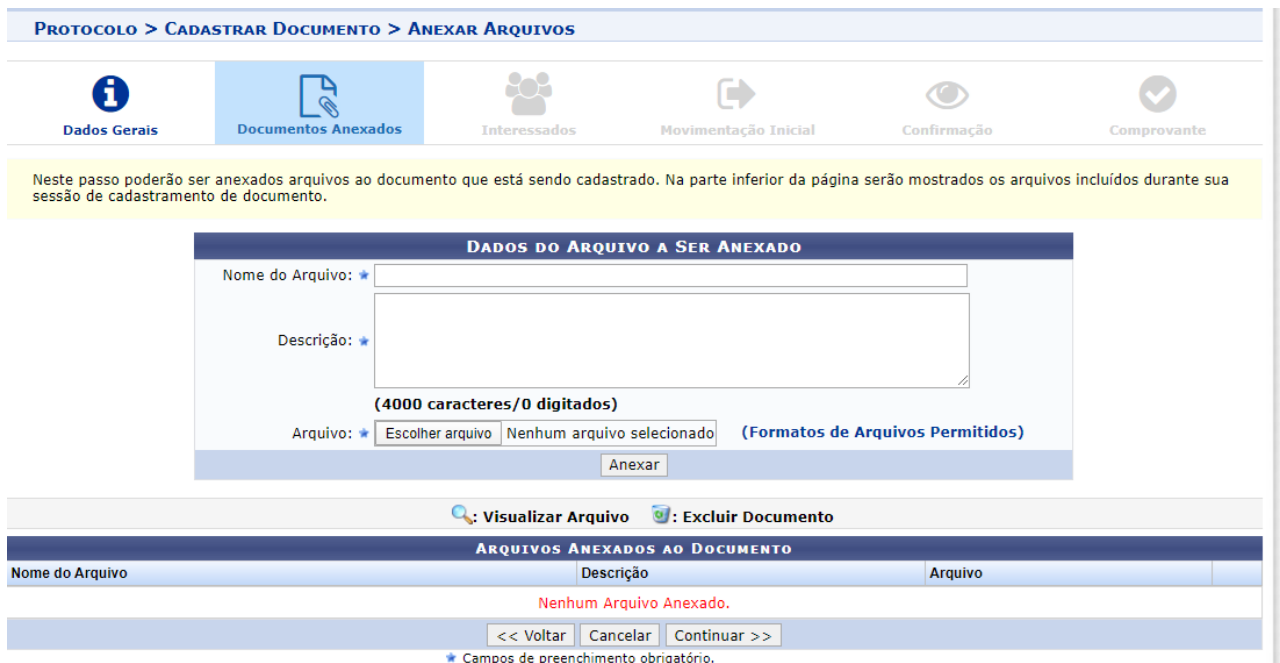 PROTOCOLO > CADASTRAR DOCUMENTO > ANEXAR ARQUIVOS
Dados Gerais
Documentos Anexados
Interessados
Movimentação Inicial
Confirmação
Comprovante
Neste passo poderão ser anexados arquivos ao documento que está sendo cadastrado. Na parte inferior da página serão mostrados os arquivos incluídos durante sua
sessão de cadastramento de documento.
DADOS DO ARQUIVO A SER ANEXADO
Nome do Arquivo:
Descrição:
(4000 caracteres/0 digitados)
Arquivo: Escolher arquivo Nenhum arquivo selecionado (Formatos de Arquivos Permitidos)
Anexar
: Visualizar Arquivo : Excluir Documento
ARQUIVOS ANEXADOS AO DOCUMENTO
Nome do Arquivo Descrição Arquivo
Nenhum Arquivo Anexado.
<< Voltar Cancelar Continuar >>
Campos de preenchimento obrigatório.